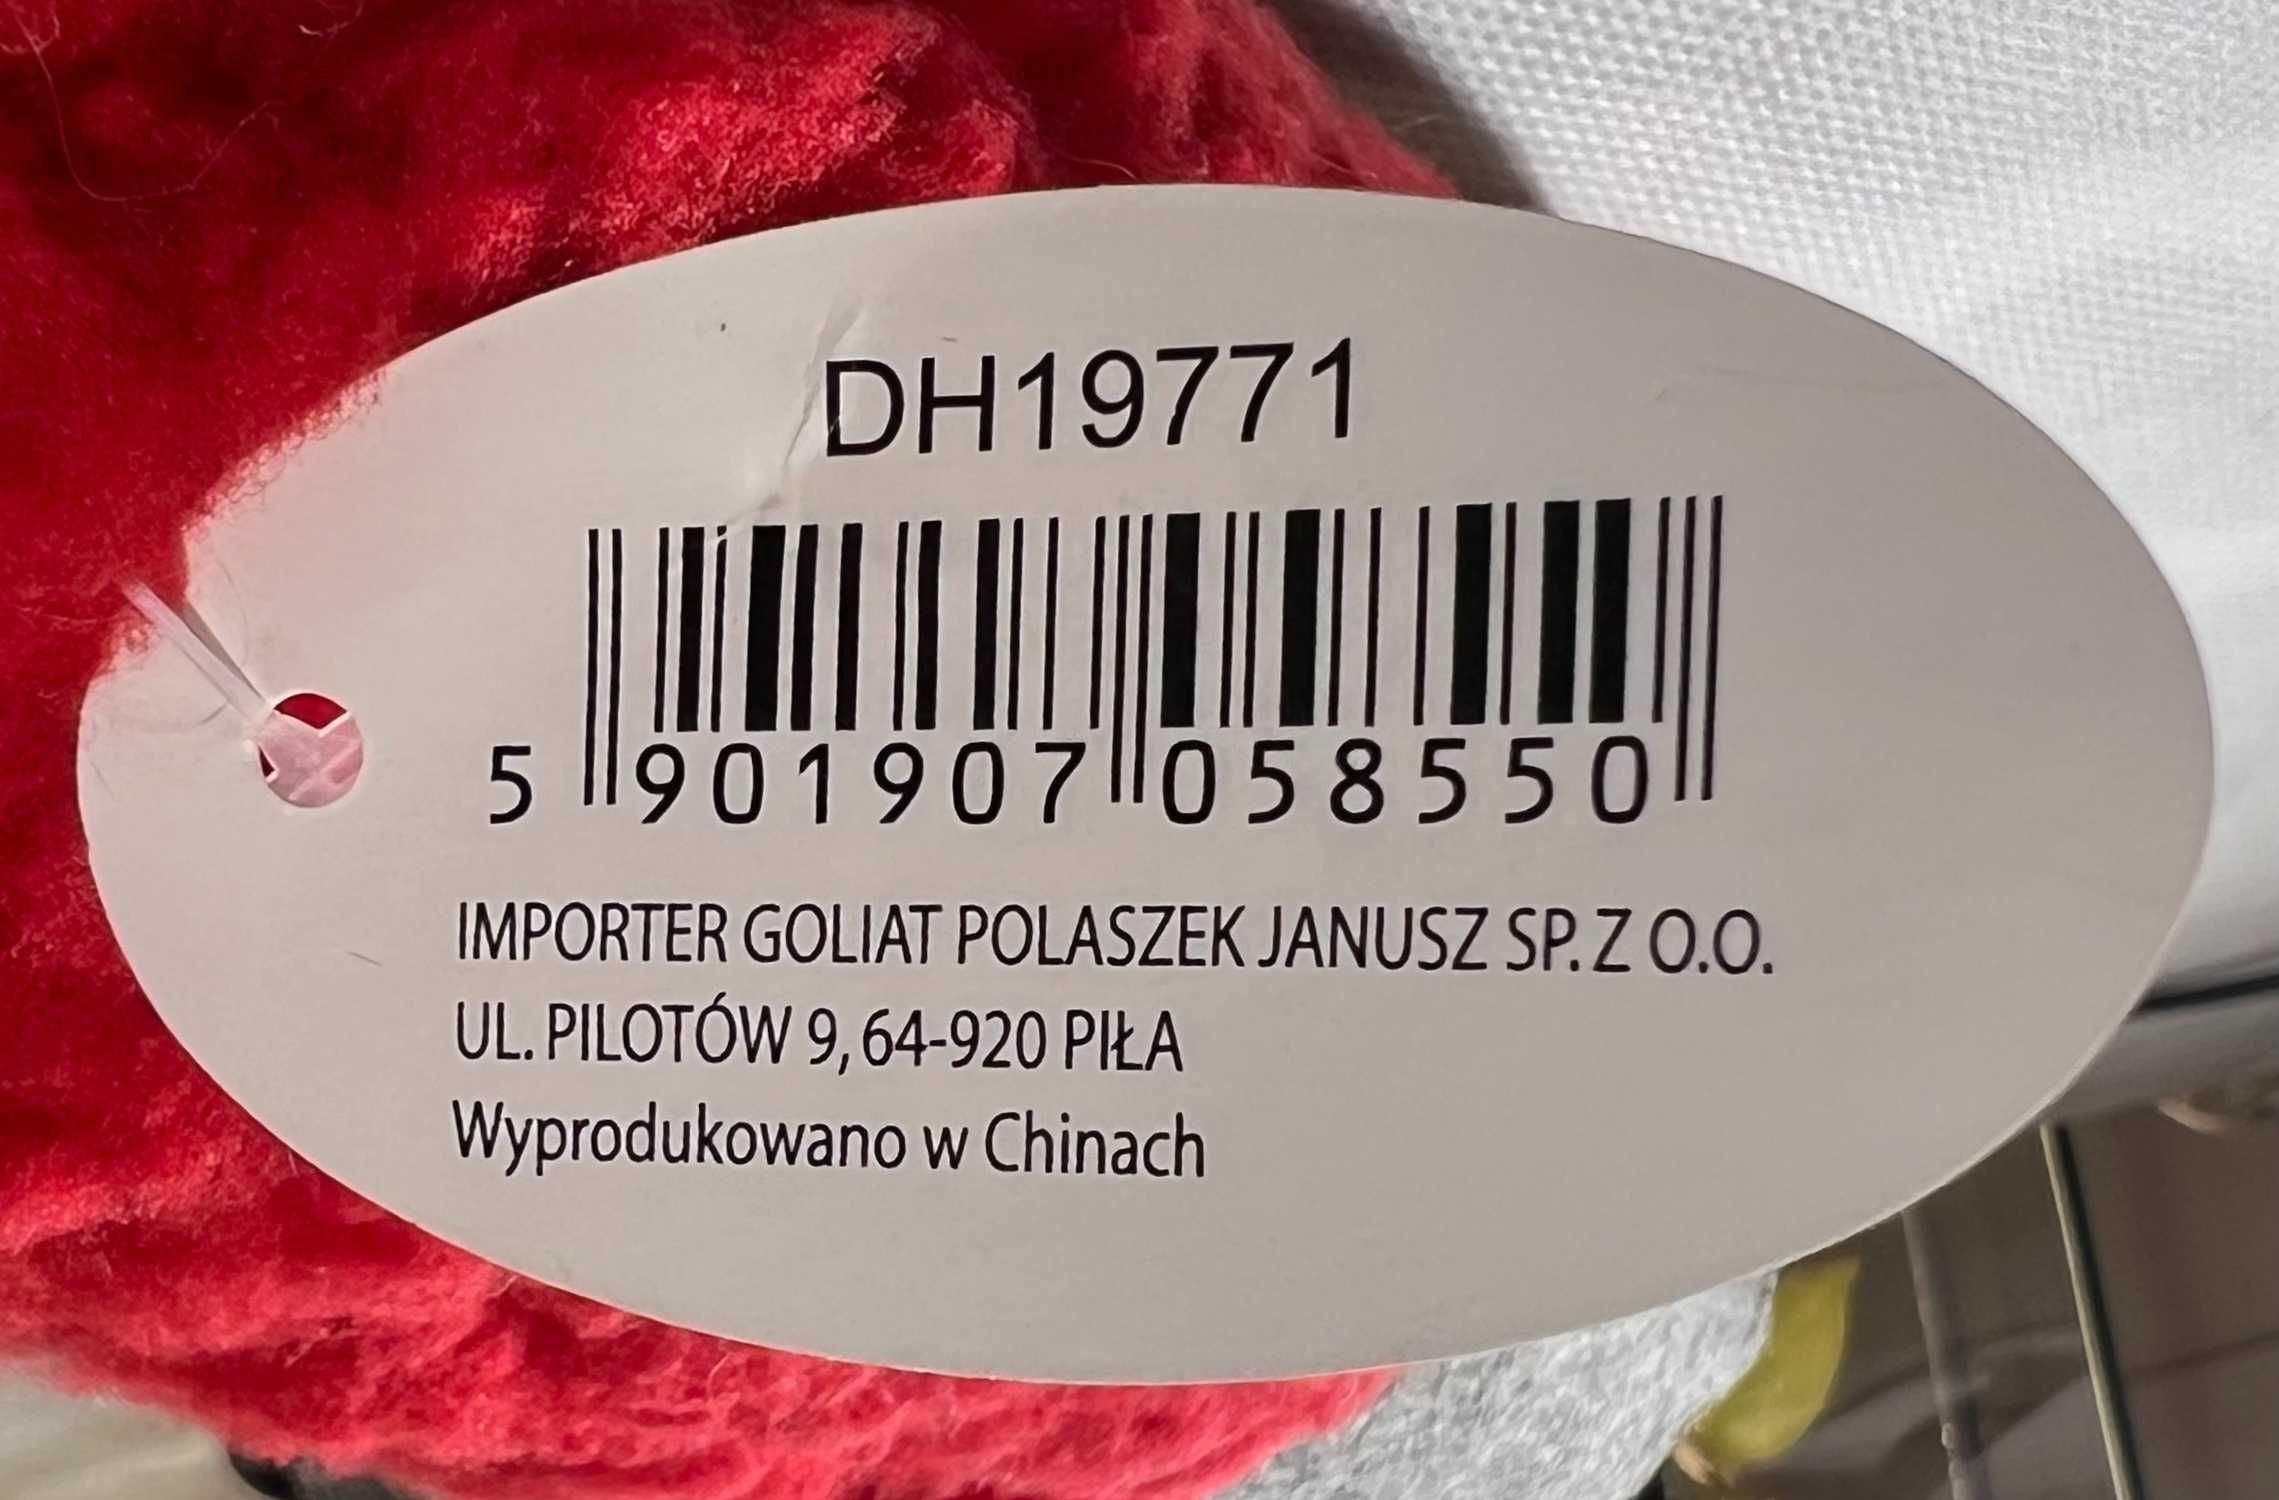 DH19771
5 901907 058550
IMPORTER GOLIAT POLASZEK JANUSZ SP. Z O.O.
UL. PILOTÓW 9, 64-920 PIŁA
Wyprodukowano w Chinach